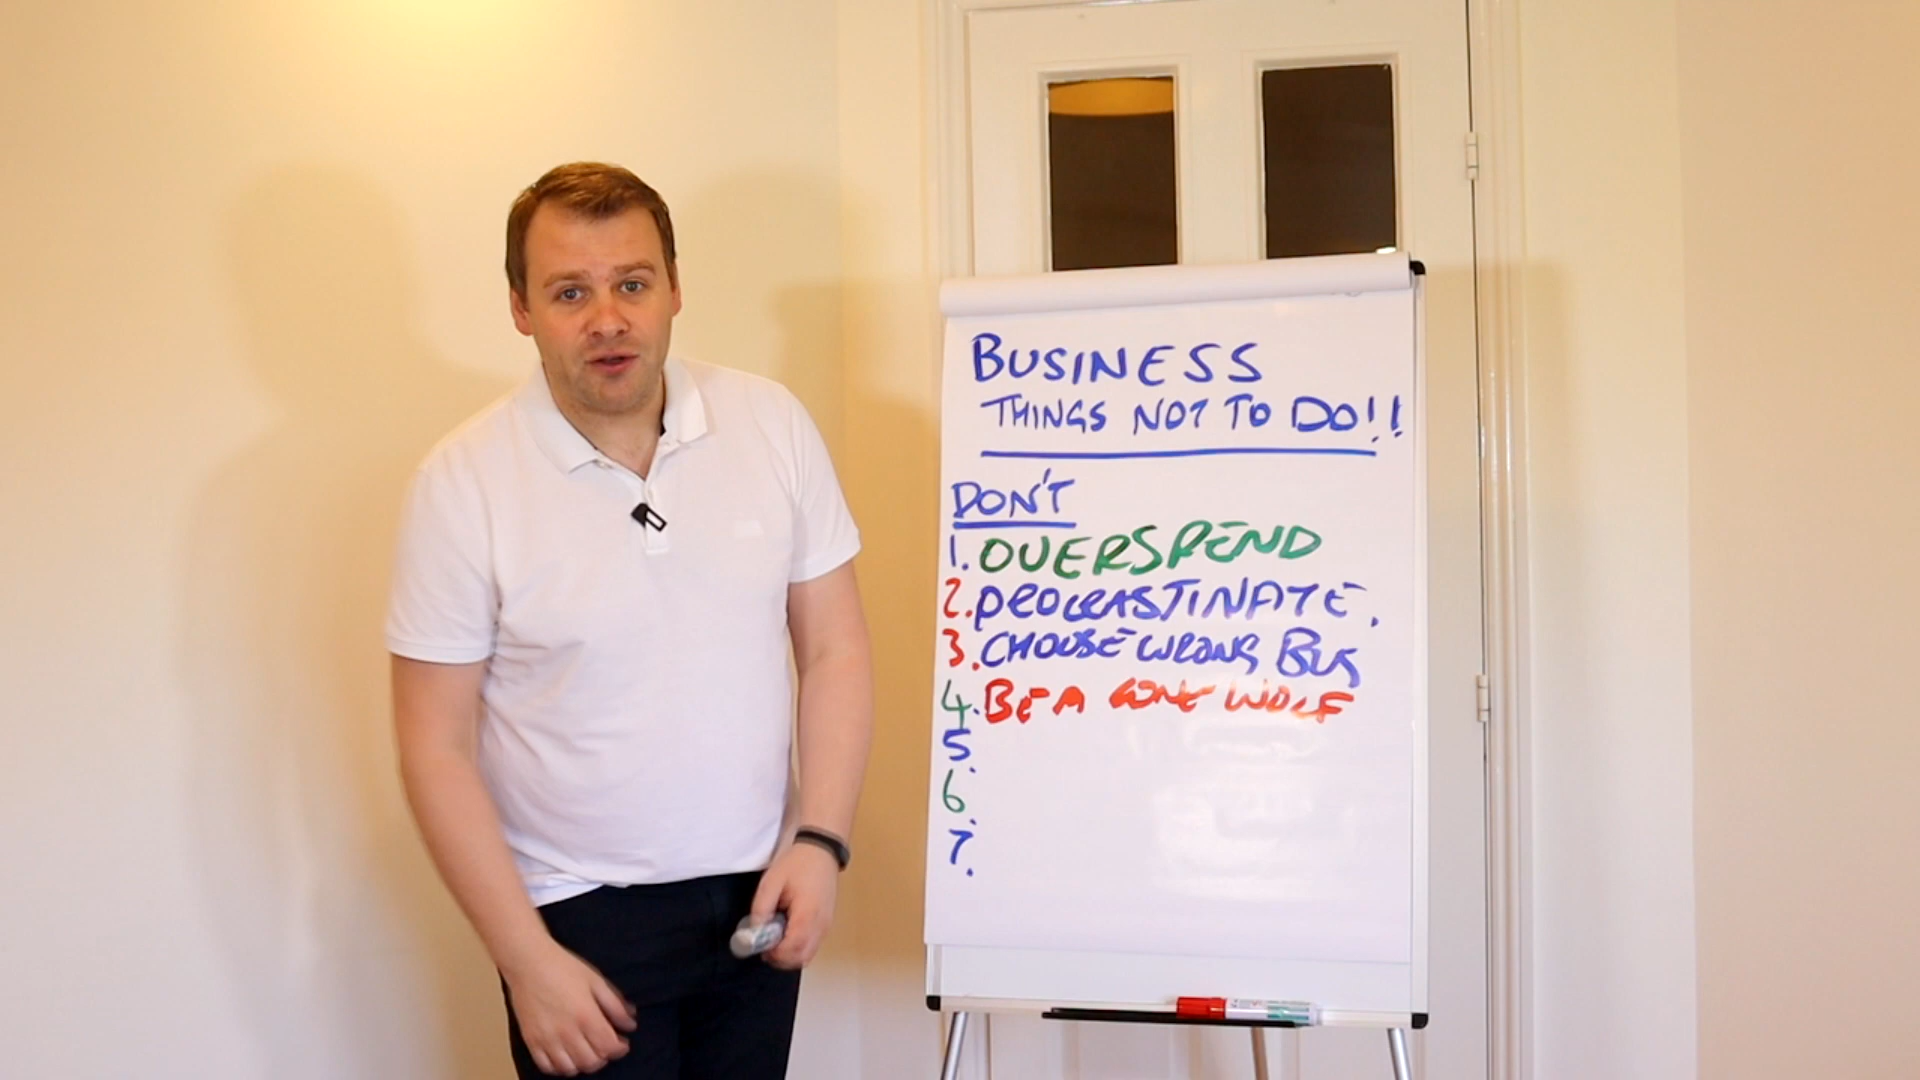 BUSINESS
THINGS NOT TO DO!!
DON'T
1. OVERSPEND
2. PROCRASTINATE.
3. CHOOSE WRONG BUS
4. BE A LONE WOLF
5.
6.
7.